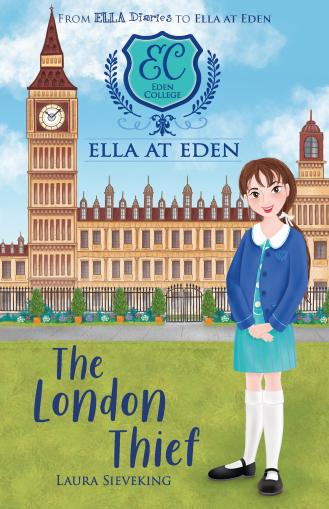 From ELLA Diaries to Ella at Eden
EC
Eden
College
Ella at Eden
The
London
Thief
Laura Sieveking